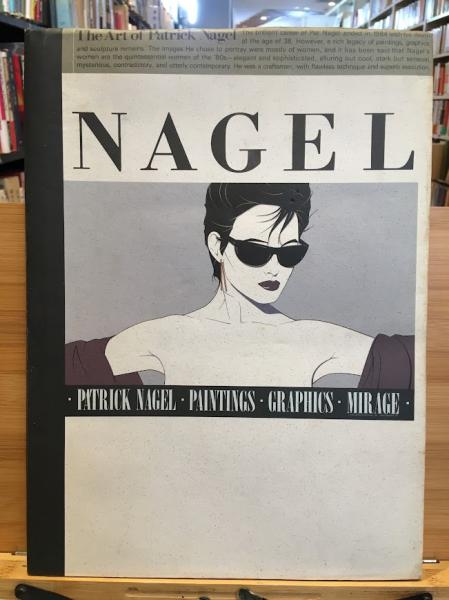 The Art of Patrick Nagel
The brilliant career of Pat Nagel ended in 1984 with his death
at the age of 38. However, a rich legacy of paintings, graphics
and sculpture remains. The images He chose to portray were mostly of women, and it has been said that Nagel's
women are the quintessential women of the '80s—elegant and sophisticated, alluring but cool, stark but sensual,
mysterious, contradictory, and utterly contemporary. He was a craftsman, with flawless technique and superb execution.
NAGEL
· PATRICK NAGEL · PAINTINGS · GRAPHICS · MIRAGE ·